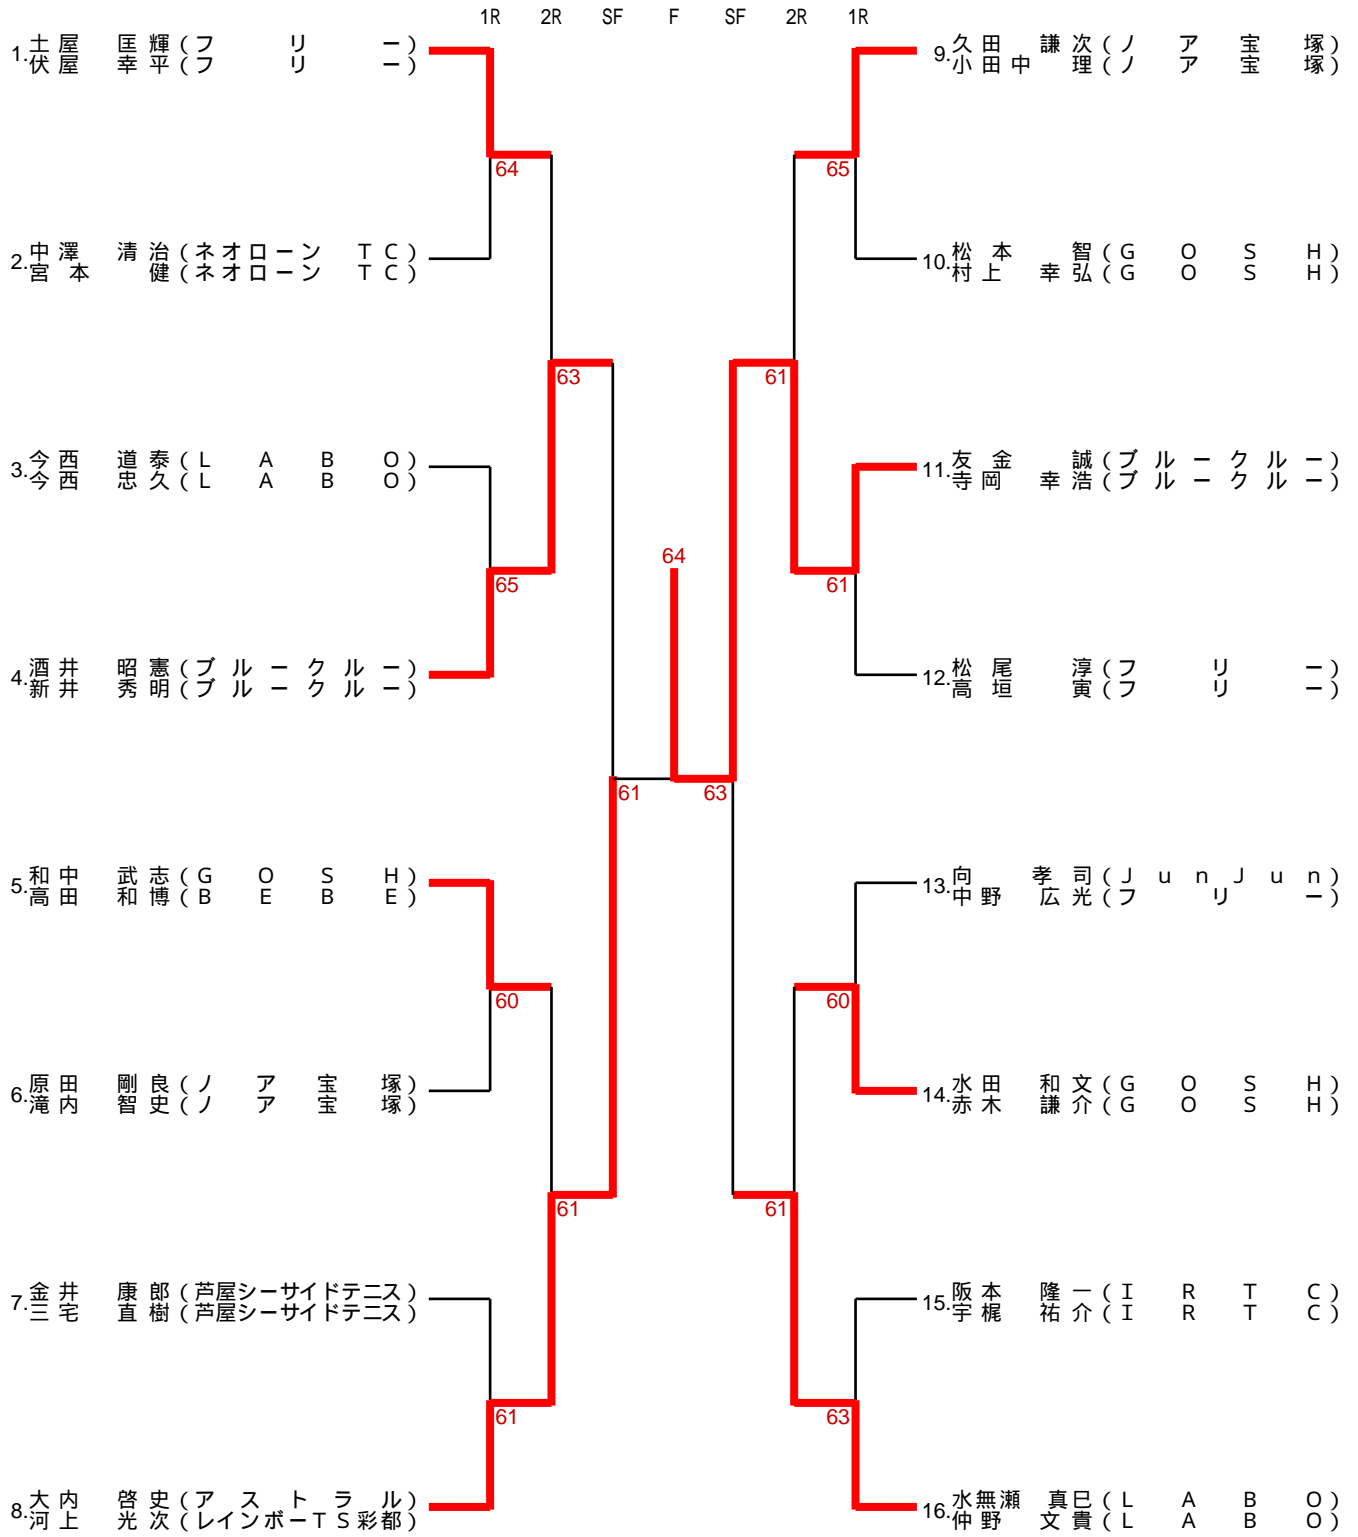 1R 2R SF F SF 2R 1R
1. 土屋 匡輝(フリー)
伏屋 幸平(フリー)
64
2. 中澤 清治(ネオローン TC)
宮本 健(ネオローン TC)
63
3. 今西 道泰(LABO)
今西 忠久(LABO)
65
4. 酒井 昭憲(ブルークルー)
新井 秀明(ブルークルー)
61
5. 和中 武志(GOSH)
高田 和博(BEBE)
60
6. 原田 剛良(ノア宝塚)
滝内 智史(ノア宝塚)
61
7. 金井 康郎(芦屋シーサイドテニス)
三宅 直樹(芦屋シーサイドテニス)
61
8. 大内 啓史(アストラル)
河上 光次(レインボーTS彩都)
64
9. 久田 謙次(ノア宝塚)
小田中 理(ノア宝塚)
65
10. 松本 智(GOSH)
村上 幸弘(GOSH)
61
11. 友金 誠(ブルークルー)
寺岡 幸浩(ブルークルー)
61
12. 松尾 淳(フリー)
高垣 寅(フリー)
63
13. 向 孝司(JunJun)
中野 広光(フリー)
60
14. 水田 和文(GOSH)
赤木 謙介(GOSH)
61
15. 阪本 隆一(IRTC)
宇梶 祐介(IRTC)
63
16. 水無瀬 真巳(LABO)
仲野 文貴(LABO)